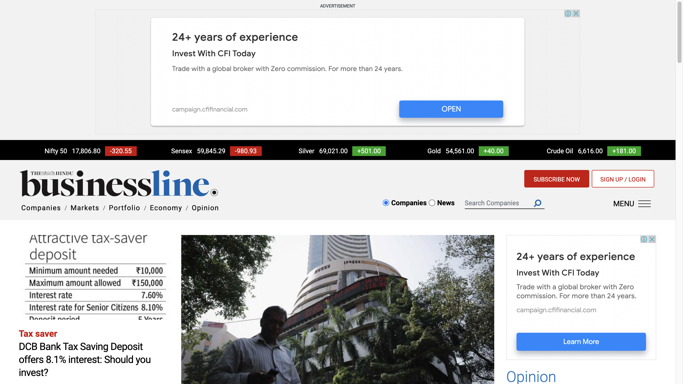 ADVERTISEMENT
24+ years of experience
Invest With CFI Today
Trade with a global broker with Zero commission. For more than 24 years.
campaign.cfifinancial.com
OPEN
Nifty 50 17,806.80 -320.55 Sensex 59,845.29 -980.93 Silver 69,021.00 +501.00 Gold 54,561.00 +40.00 Crude Oil 6,616.00 +181.00
THE HINDU
businessline.
SUBSCRIBE NOW SIGN UP / LOGIN
Companies / Markets / Portfolio / Economy / Opinion
Companies News Search Companies MENU
Attractive tax-saver
deposit
Minimum amount needed ₹10,000
Maximum amount allowed ₹150,000
Interest rate 7.60%
Interest rate for Senior Citizens 8.10%
Deposit period 5 Years
Tax saver
DCB Bank Tax Saving Deposit
offers 8.1% interest: Should you
invest?
24+ years of experience
Invest With CFI Today
Trade with a global broker with Zero
commission. For more than 24 years.
campaign.cfifinancial.com
Learn More
Opinion